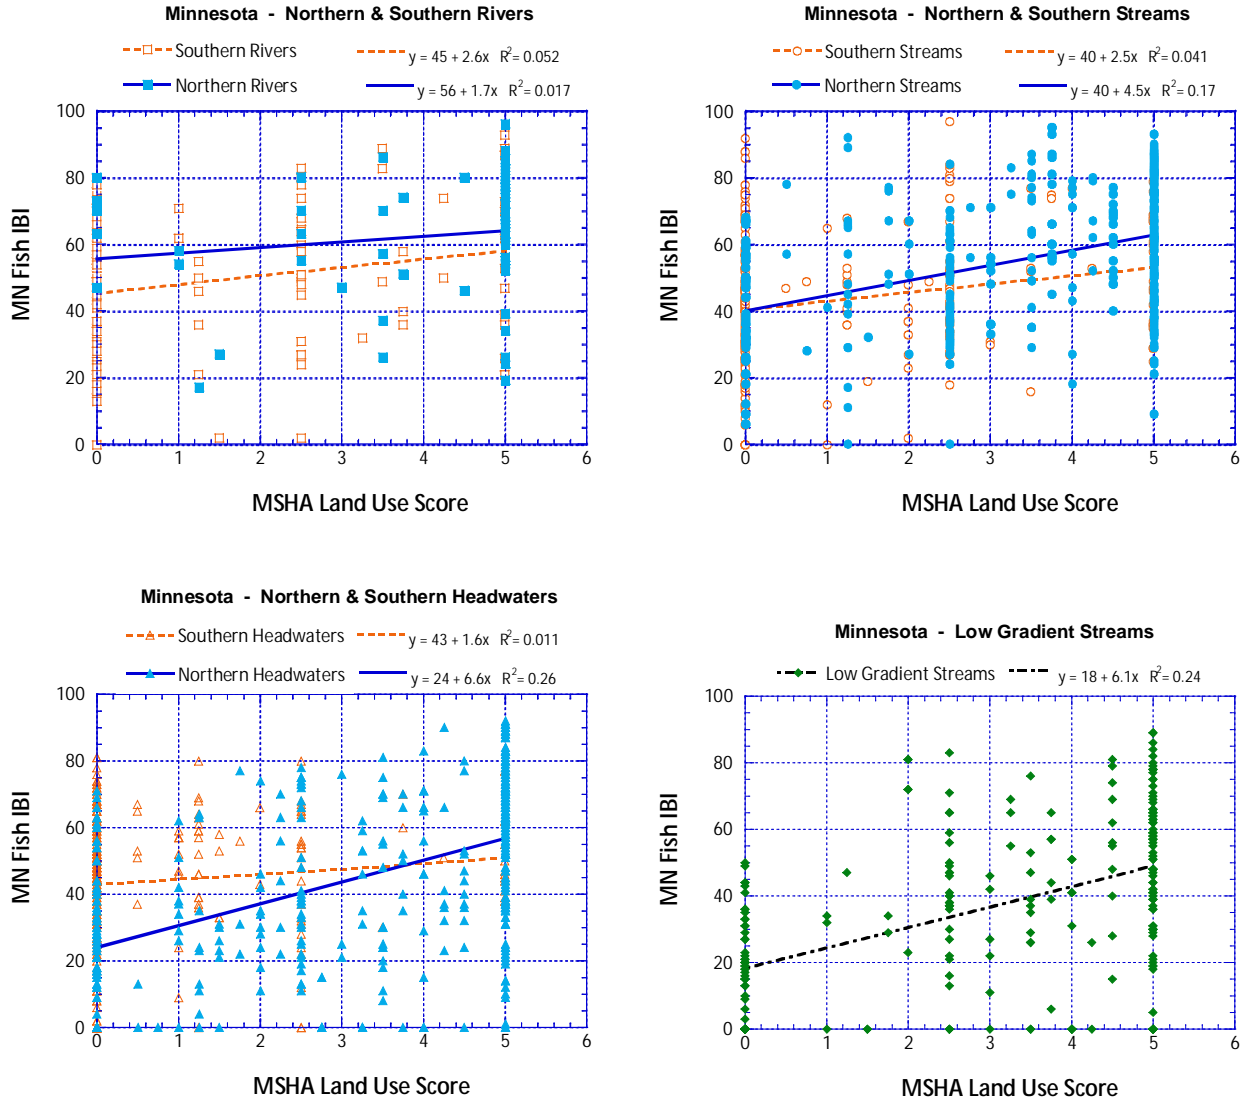 Minnesota - Northern & Southern Rivers
Southern Rivers y = 45 + 2.6x R²= 0.052
Northern Rivers y = 56 + 1.7x R²= 0.017
100
80
60
40
20
0
MN Fish IBI
0 1 2 3 4 5 6
MSHA Land Use Score
Minnesota - Northern & Southern Streams
Southern Streams y = 40 + 2.5x R²= 0.041
Northern Streams y = 40 + 4.5x R²= 0.17
100
80
60
40
20
0
MN Fish IBI
0 1 2 3 4 5 6
MSHA Land Use Score
Minnesota - Northern & Southern Headwaters
Southern Headwaters y = 43 + 1.6x R²= 0.011
Northern Headwaters y = 24 + 6.6x R²= 0.26
100
80
60
40
20
0
MN Fish IBI
0 1 2 3 4 5 6
MSHA Land Use Score
Minnesota - Low Gradient Streams
Low Gradient Streams y = 18 + 6.1x R²= 0.24
100
80
60
40
20
0
MN Fish IBI
0 1 2 3 4 5 6
MSHA Land Use Score